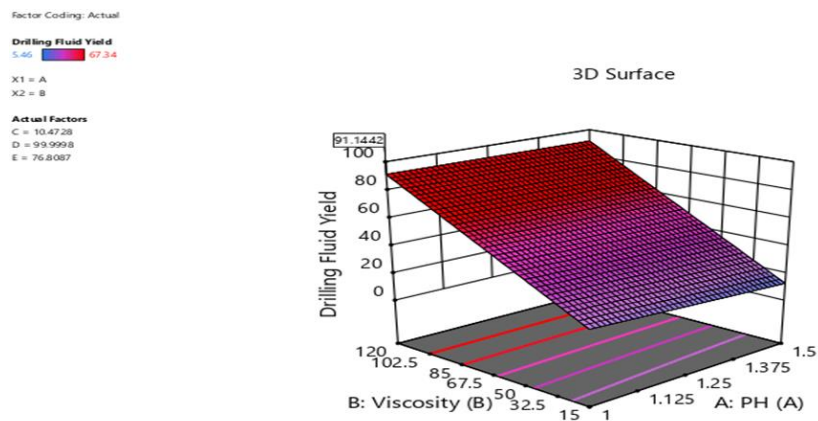 Factor Coding: Actual
Drilling Fluid Yield
5.46 67.34
X1 = A
X2 = B
Actual Factors
C = 10.4728
D = 99.9998
E = 76.8087
3D Surface
91.1442
100
80
60
40
20
0
Drilling Fluid Yield
120
102.5
85
67.5
50
32.5
15
B: Viscosity (B)
1
1.125
1.25
1.375
1.5
A: PH (A)